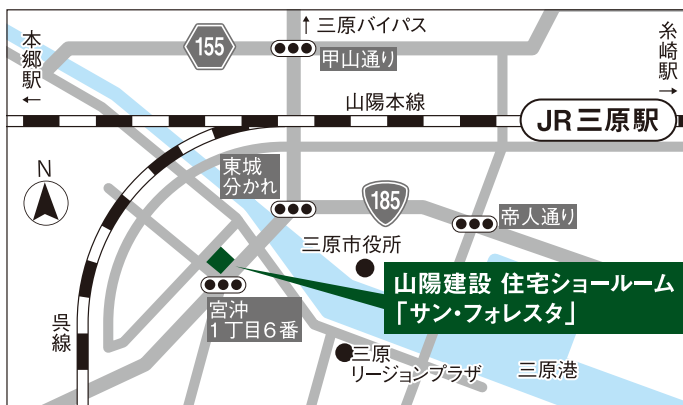 ↑三原バイパス
155
甲山通り
本郷駅
←
糸崎駅
→
山陽本線
JR三原駅
N
東城
分かれ
185
帝人通り
三原市役所
山陽建設 住宅ショールーム
「サン・フォレスタ」
宮沖
1丁目6番
呉線
三原
リージョンプラザ
三原港